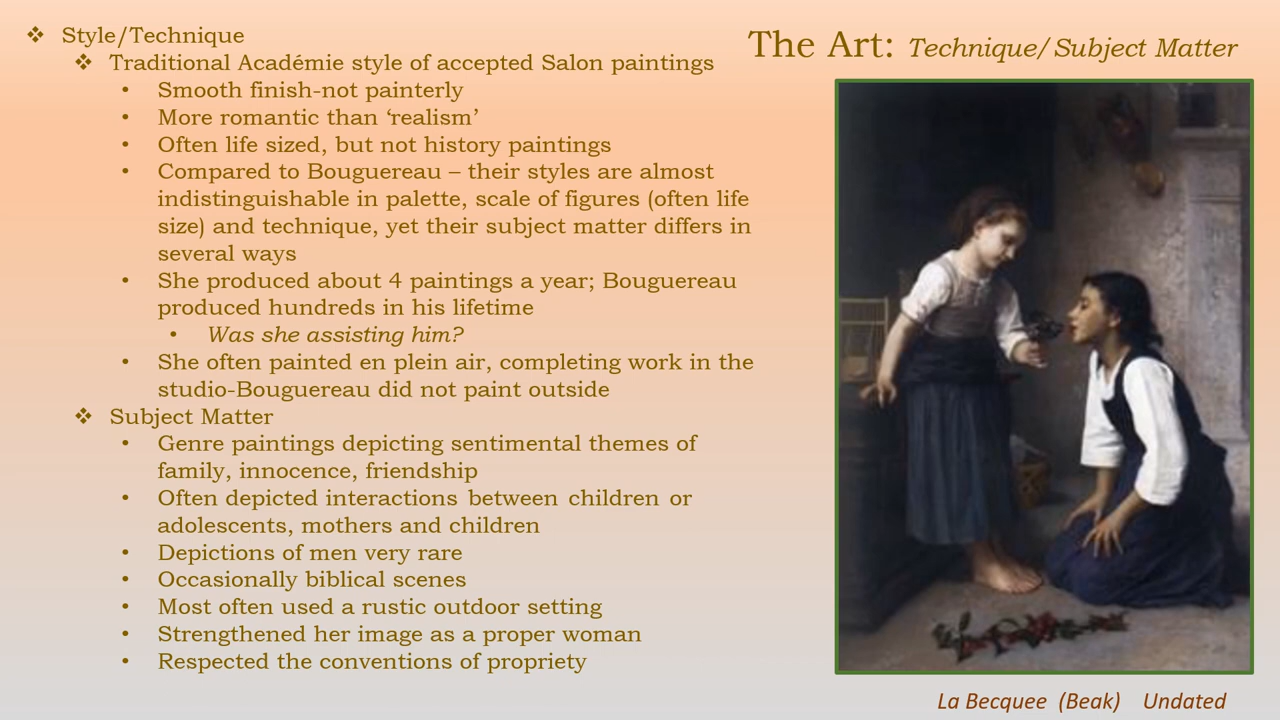 The Art: Technique/Subject Matter
❖ Style/Technique
❖ Traditional Académie style of accepted Salon paintings
• Smooth finish-not painterly
• More romantic than ‘realism’
• Often life sized, but not history paintings
• Compared to Bouguereau – their styles are almost
indistinguishable in palette, scale of figures (often life
size) and technique, yet their subject matter differs in
several ways
• She produced about 4 paintings a year; Bouguereau
produced hundreds in his lifetime
• Was she assisting him?
• She often painted en plein air, completing work in the
studio-Bouguereau did not paint outside
❖ Subject Matter
• Genre paintings depicting sentimental themes of
family, innocence, friendship
• Often depicted interactions between children or
adolescents, mothers and children
• Depictions of men very rare
• Occasionally biblical scenes
• Most often used a rustic outdoor setting
• Strengthened her image as a proper woman
• Respected the conventions of propriety
La Becquee (Beak) Undated